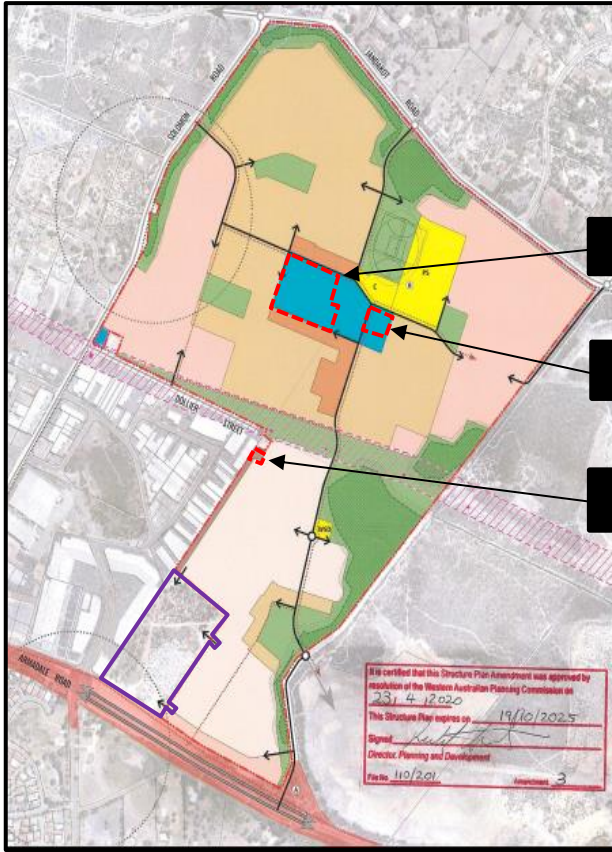 SOLOMON ROAD
JANDAKOT ROAD
C
PS
DOLLIER STREET
ARMADALE ROAD
A
It is certified that this Structure Plan Amendment was approved by
resolution of the Western Australian Planning Commission on
23/ 4 /2020
This Structure Plan expires on 19/10/2025
Signed
Director, Planning and Development
File No 110/201 Amendment 3